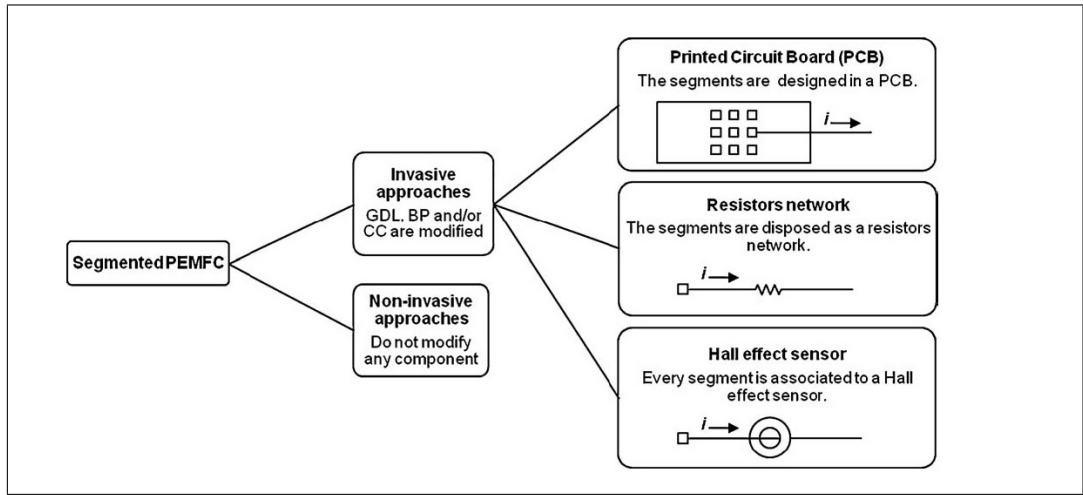 Segmented PEMFC
Invasive
approaches
GDL, BP and/or
CC are modified
Non-invasive
approaches
Do not modify
any component
Printed Circuit Board (PCB)
The segments are designed in a PCB.
i
Resistors network
The segments are disposed as a resistors
network.
i
Hall effect sensor
Every segment is associated to a Hall
effect sensor.
i